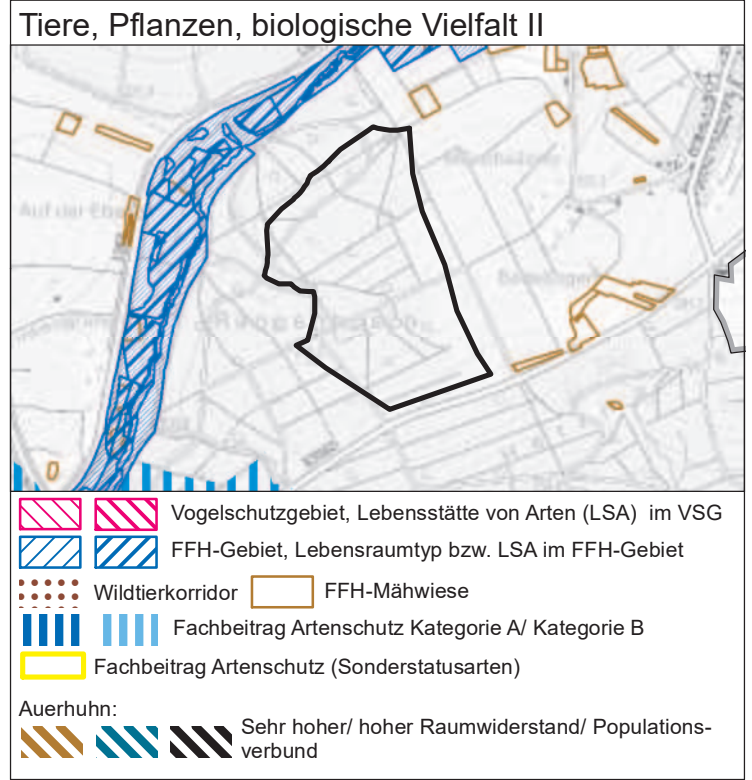 Tiere, Pflanzen, biologische Vielfalt II
Auf der Ebe
Vogelschutzgebiet, Lebensstätte von Arten (LSA) im VSG
FFH-Gebiet, Lebensraumtyp bzw. LSA im FFH-Gebiet
Wildtierkorridor FFH-Mähwiese
Fachbeitrag Artenschutz Kategorie A/ Kategorie B
Fachbeitrag Artenschutz (Sonderstatusarten)
Auerhuhn:
Sehr hoher/ hoher Raumwiderstand/ Populations-
verbund